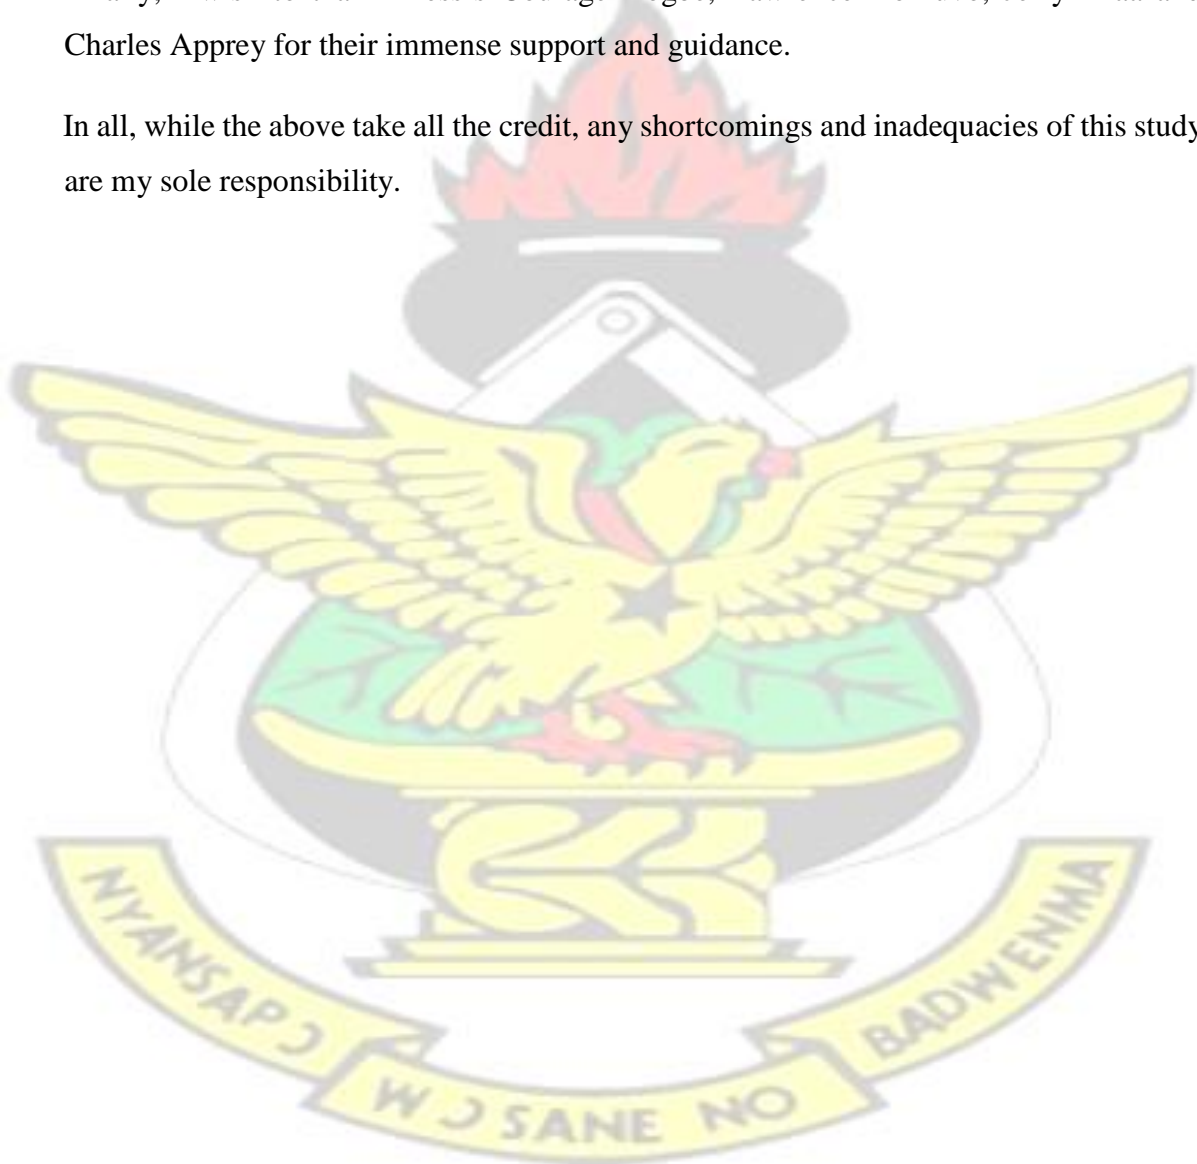 Charles Apprey for their immense support and guidance.
In all, while the above take all the credit, any shortcomings and inadequacies of this study
are my sole responsibility.
NYANSAPƆ
WƆSANE NO
BADWENMA